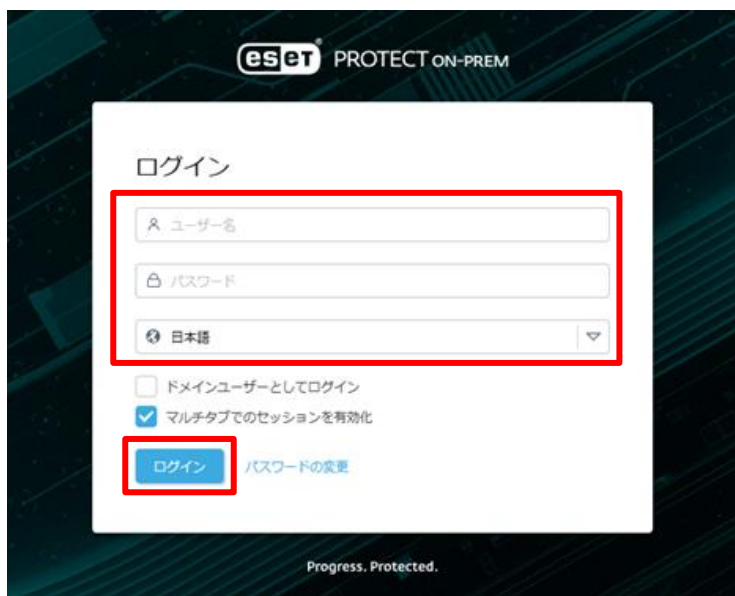 eset PROTECT ON-PREM
ログイン
ユーザー名
パスワード
日本語
ドメインユーザーとしてログイン
マルチタブでのセッションを有効化
ログイン パスワードの変更
Progress. Protected.